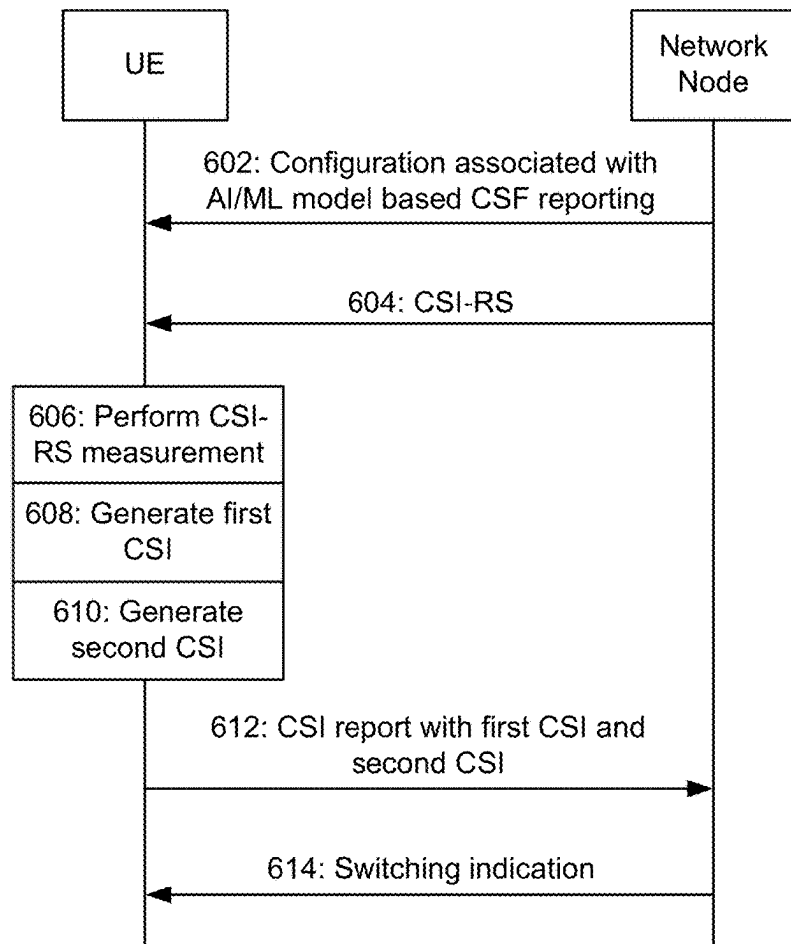 UE
Network
Node
602: Configuration associated with
AI/ML model based CSF reporting
604: CSI-RS
606: Perform CSI-
RS measurement
608: Generate first
CSI
610: Generate
second CSI
612: CSI report with first CSI and
second CSI
614: Switching indication